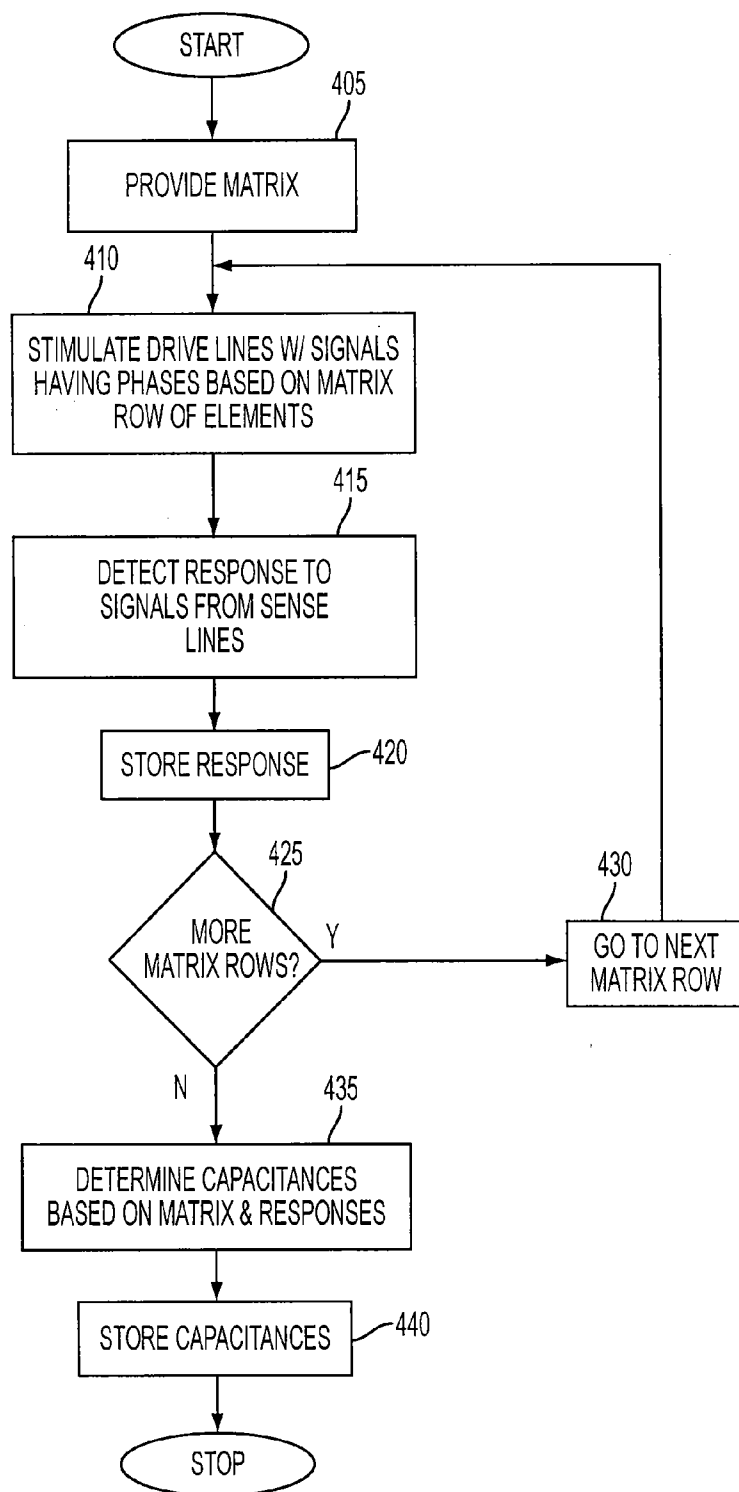 START
405
PROVIDE MATRIX
410
STIMULATE DRIVE LINES W/ SIGNALS
HAVING PHASES BASED ON MATRIX
ROW OF ELEMENTS
415
DETECT RESPONSE TO
SIGNALS FROM SENSE
LINES
STORE RESPONSE
420
425
MORE
MATRIX ROWS?
Y
430
GO TO NEXT
MATRIX ROW
N
435
DETERMINE CAPACITANCES
BASED ON MATRIX & RESPONSES
STORE CAPACITANCES
440
STOP